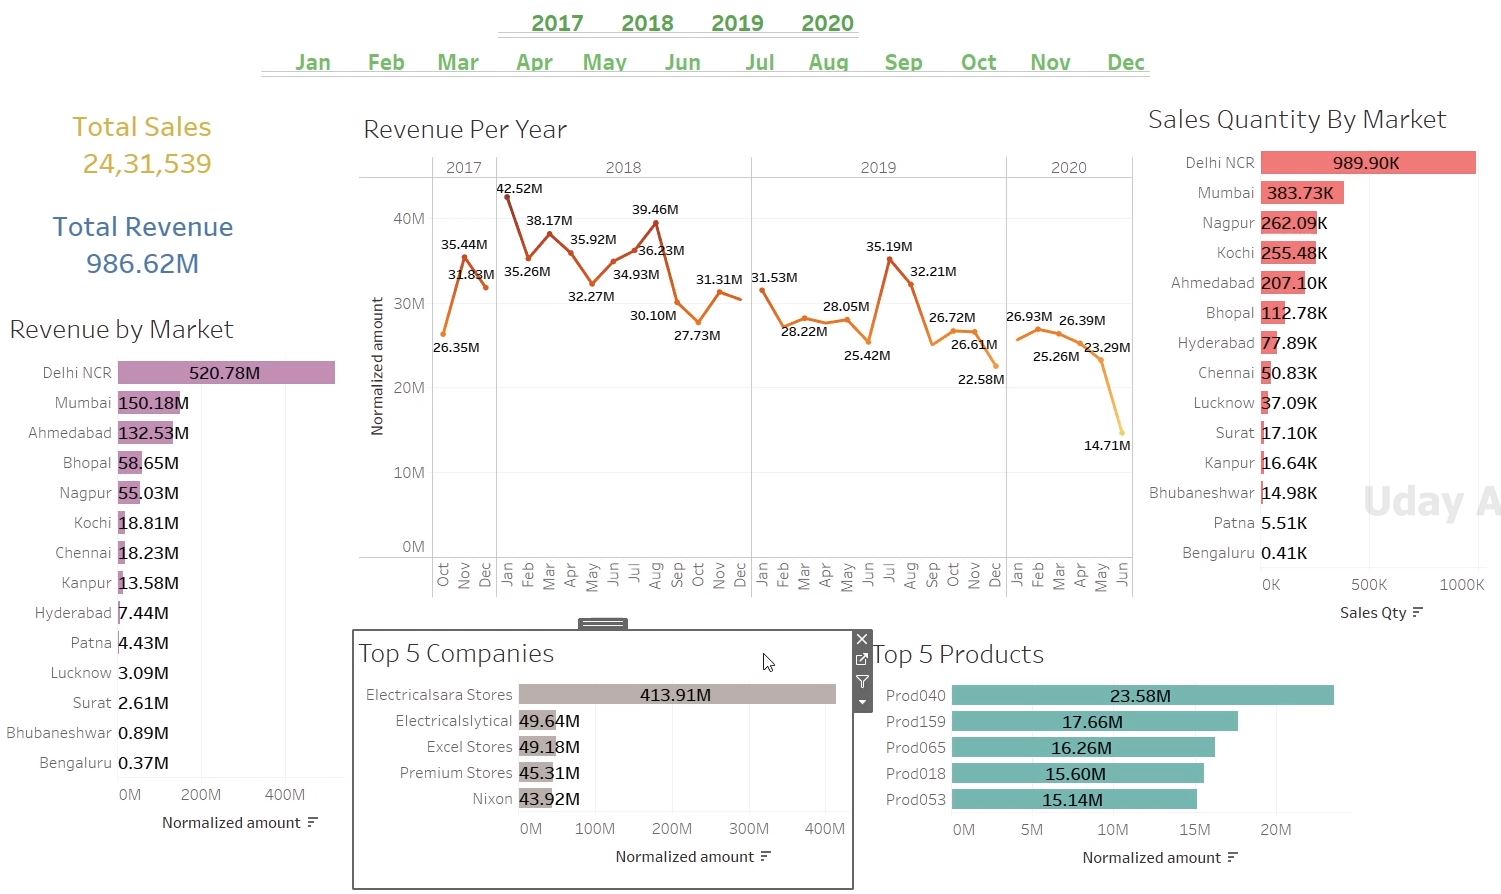 2017 2018 2019 2020
Jan Feb Mar Apr May Jun Jul Aug Sep Oct Nov Dec
Total Sales
24,31,539
Total Revenue
986.62M
Revenue by Market
Delhi NCR 520.78M
Mumbai 150.18M
Ahmedabad 132.53M
Bhopal 58.65M
Nagpur 55.03M
Kochi 18.81M
Chennai 18.23M
Kanpur 13.58M
Hyderabad 7.44M
Patna 4.43M
Lucknow 3.09M
Surat 2.61M
Bhubaneshwar 0.89M
Bengaluru 0.37M
0M 200M 400M
Normalized amount
Revenue Per Year
2017 2018 2019 2020
Normalized amount
40M
30M
20M
10M
0M
26.35M 35.44M 31.83M
42.52M 35.26M 38.17M 35.92M 32.27M 34.93M 36.23M 39.46M 30.10M 27.73M 31.31M
31.53M 28.22M 28.05M 25.42M 35.19M 32.21M 26.72M 26.61M 22.58M
26.93M 26.39M 25.26M 23.29M 14.71M
Oct Nov Dec Jan Feb Mar Apr May Jun Jul Aug Sep Oct Nov Dec Jan Feb Mar Apr May Jun Jul Aug Sep Oct Nov Dec Jan Feb Mar Apr May Jun
Sales Quantity By Market
Delhi NCR 989.90K
Mumbai 383.73K
Nagpur 262.09K
Kochi 255.48K
Ahmedabad 207.10K
Bhopal 112.78K
Hyderabad 77.89K
Chennai 50.83K
Lucknow 37.09K
Surat 17.10K
Kanpur 16.64K
Bhubaneshwar 14.98K
Patna 5.51K
Bengaluru 0.41K
0K 500K 1000K
Sales Qty
Uday A
Top 5 Companies
Electricalsara Stores 413.91M
Electricalslytical 49.64M
Excel Stores 49.18M
Premium Stores 45.31M
Nixon 43.92M
0M 100M 200M 300M 400M
Normalized amount
Top 5 Products
Prod040 23.58M
Prod159 17.66M
Prod065 16.26M
Prod018 15.60M
Prod053 15.14M
0M 5M 10M 15M 20M
Normalized amount